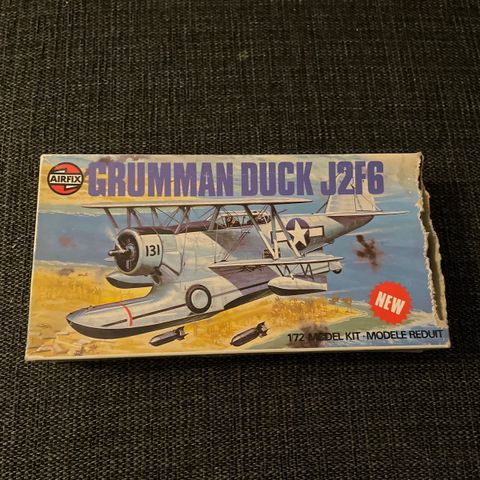 AIRFIX
GRUMMAN DUCK J2F6
131
NEW
1/72 MODEL KIT - MODELE REDUIT